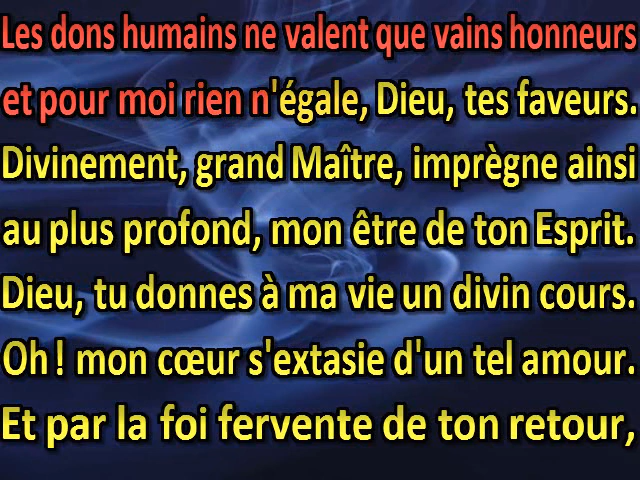 Les dons humains ne valent que vains honneurs
et pour moi rien n'égale, Dieu, tes faveurs.
Divinement, grand Maître, imprègne ainsi
au plus profond, mon être de ton Esprit.
Dieu, tu donnes à ma vie un divin cours.
Oh ! mon cœur s'extasie d'un tel amour.
Et par la foi fervente de ton retour,